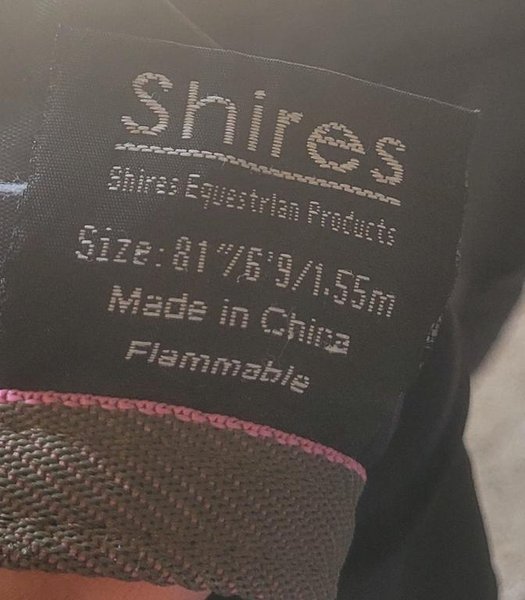 Shires
Shires Equestrian Products
Size: 81"/6'9/1.55m
Made in China
Flammable